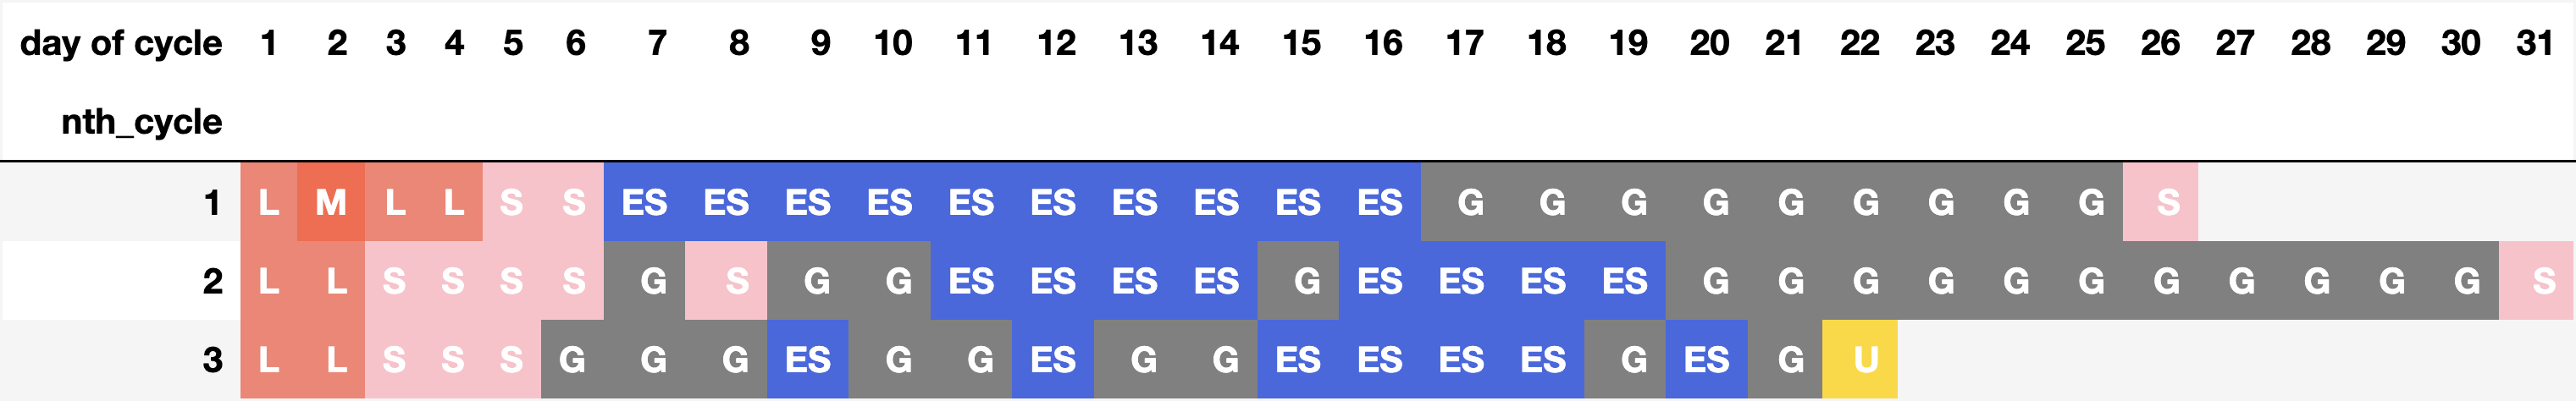 day of cycle 1 2 3 4 5 6 7 8 9 10 11 12 13 14 15 16 17 18 19 20 21 22 23 24 25 26 27 28 29 30 31
nth_cycle
1 L M L L S S ES ES ES ES ES ES ES ES ES ES G G G G G G G G G S
2 L L S S S S G S G G ES ES ES ES G ES ES ES ES G G G G G G G G G G G S
3 L L S S S G G G ES G G ES G G ES ES ES ES G ES G U